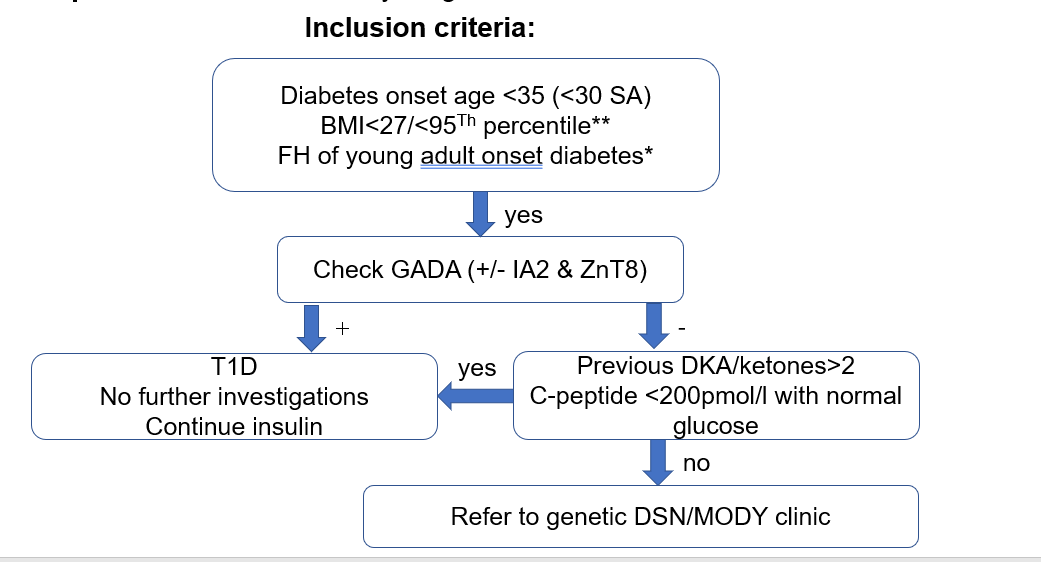 Inclusion criteria:
Diabetes onset age <35 (<30 SA)
BMI<27/<95Th percentile**
FH of young adult onset diabetes*
yes
Check GADA (+/- IA2 & ZnT8)
+
-
T1D
No further investigations
Continue insulin
yes
Previous DKA/ketones>2
C-peptide <200pmol/l with normal
glucose
no
Refer to genetic DSN/MODY clinic